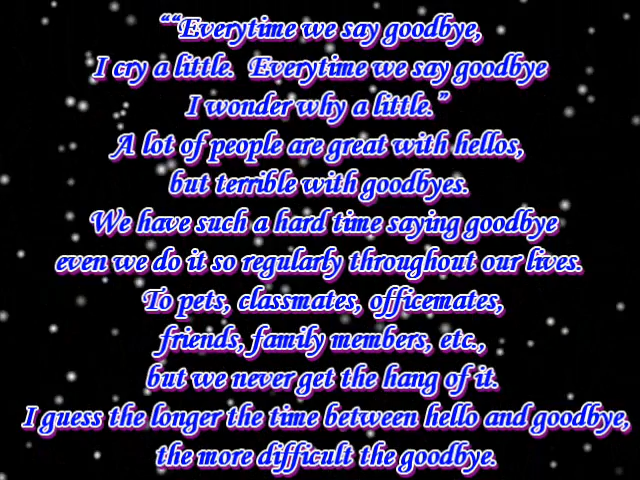 ““Everytime we say goodbye,
I cry a little. Everytime we say goodbye
I wonder why a little.”
A lot of people are great with hellos,
but terrible with goodbyes.
We have such a hard time saying goodbye
even we do it so regularly throughout our lives.
To pets, classmates, officemates,
friends, family members, etc.,
but we never get the hang of it.
I guess the longer the time between hello and goodbye,
the more difficult the goodbye.